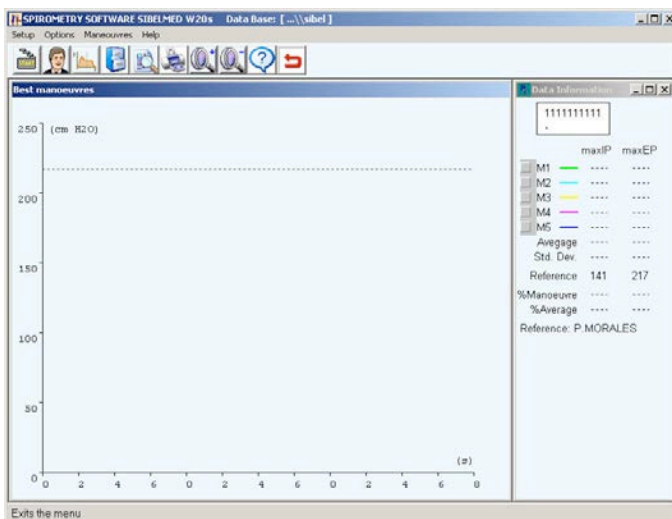 SPIROMETRY SOFTWARE SIBELMED W20s Data Base: [ ...\\sibel ]
Setup Options Maneouvres Help
START
Best manoeuvres
250 (cm H2O)
200
150
100
50
0
(s)
0 2 4 6 0 2 4 6 0 2 4 6 8
Data Information
1111111111
.
maxIP maxEP
M1 ---- ----
M2 ---- ----
M3 ---- ----
M4 ---- ----
M5 ---- ----
Avegage ---- ----
Std. Dev. ---- ----
Reference 141 217
%Manoeuvre ---- ----
%Average ---- ----
Reference: P.MORALES
Exits the menu